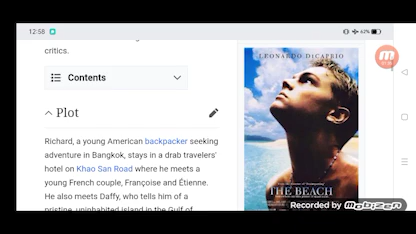 12:58
62%
critics.
LEONARDO DiCAPRIO
Contents
Plot
Richard, a young American backpacker seeking
adventure in Bangkok, stays in a drab travelers'
hotel on Khao San Road where he meets a
young French couple, Françoise and Étienne.
He also meets Daffy, who tells him of a
pristine, uninhabited island in the Gulf of
THE BEACH
Recorded by mobizen